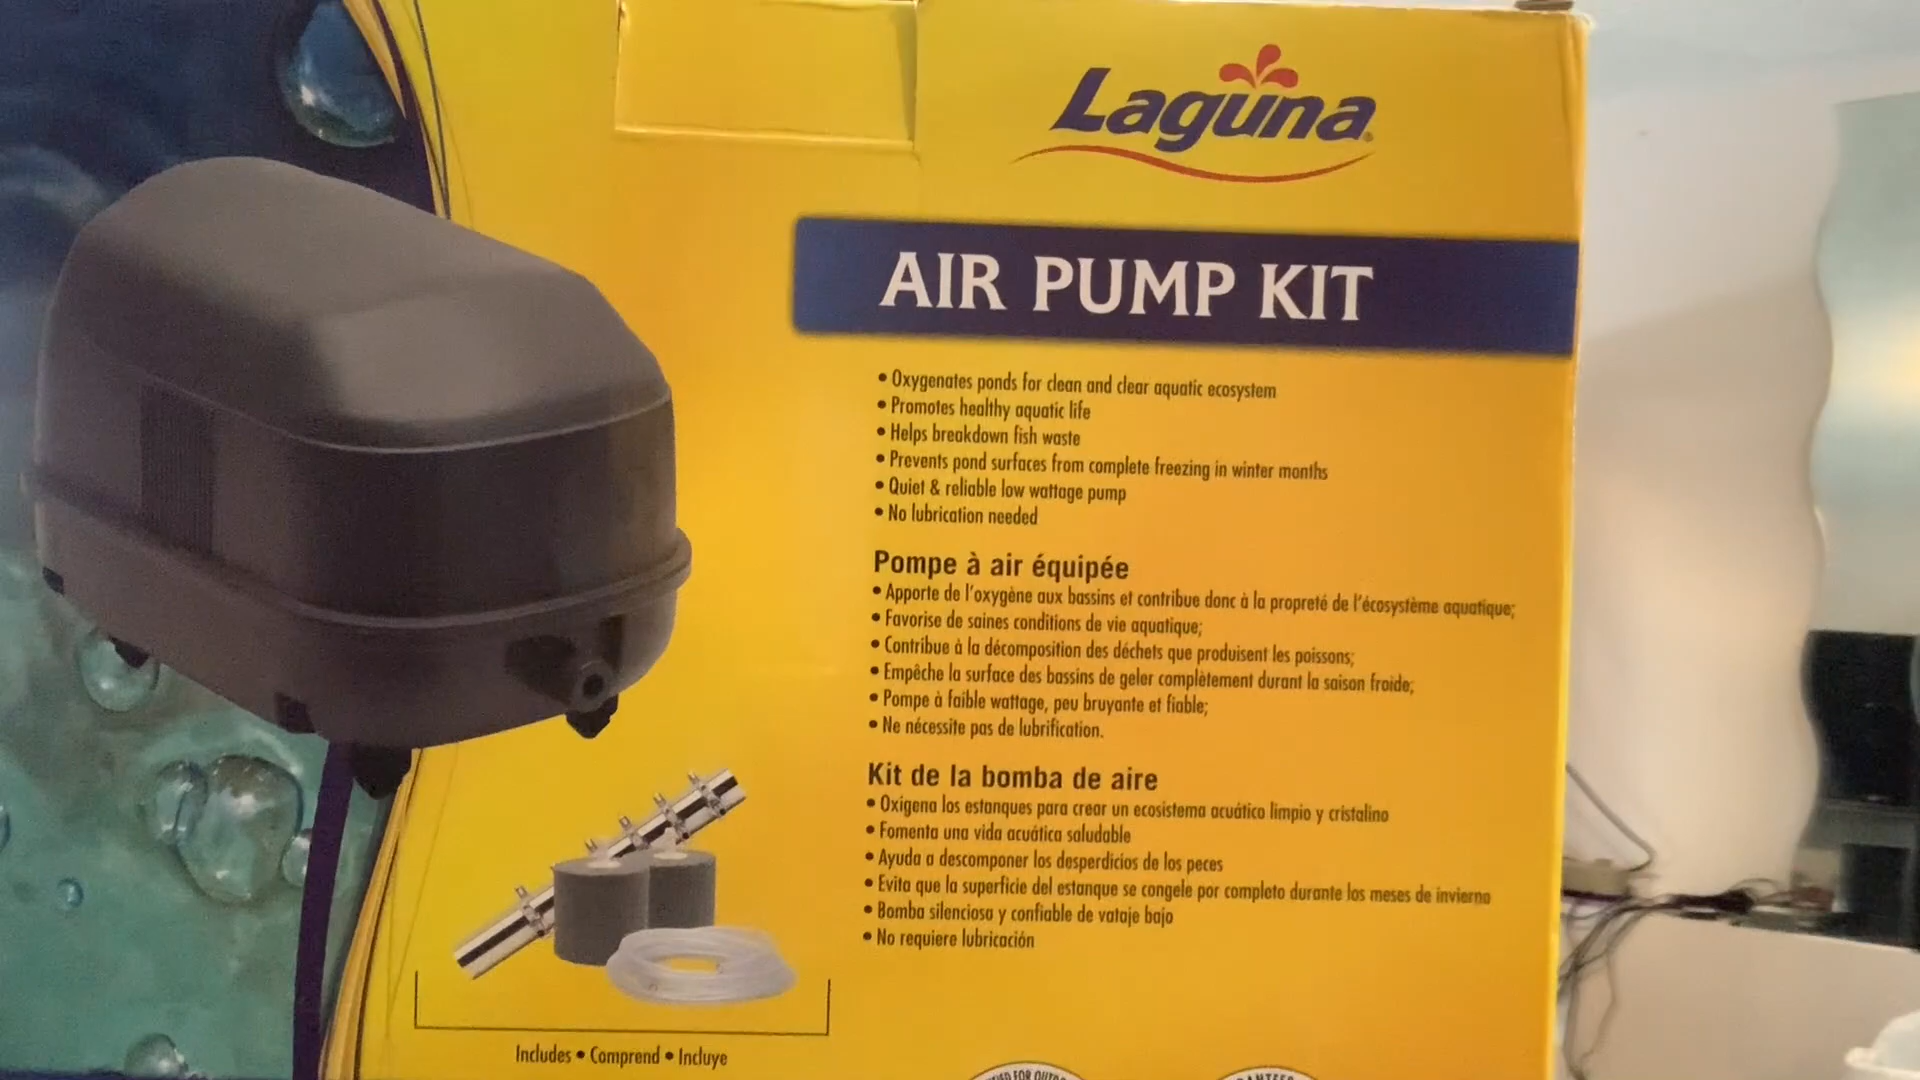 Laguna
AIR PUMP KIT
• Oxygenates ponds for clean and clear aquatic ecosystem
• Promotes healthy aquatic life
• Helps breakdown fish waste
• Prevents pond surfaces from complete freezing in winter months
• Quiet & reliable low wattage pump
• No lubrication needed
Pompe à air équipée
• Apporte de l'oxygène aux bassins et contribue donc à la propreté de l'écosystème aquatique;
• Favorise de saines conditions de vie aquatique;
• Contribue à la décomposition des déchets que produisent les poissons;
• Empêche la surface des bassins de geler complètement durant la saison froide;
• Pompe à faible wattage, peu bruyante et fiable;
• Ne nécessite pas de lubrification.
Kit de la bomba de aire
• Oxigena los estanques para crear un ecosistema acuático limpio y cristalino
• Fomenta una vida acuática saludable
• Ayuda a descomponer los desperdicios de los peces
• Evita que la superficie del estanque se congele por completo durante los meses de invierno
• Bomba silenciosa y confiable de vataje bajo
• No requiere lubricación
Includes • Comprend • Incluye
FOR